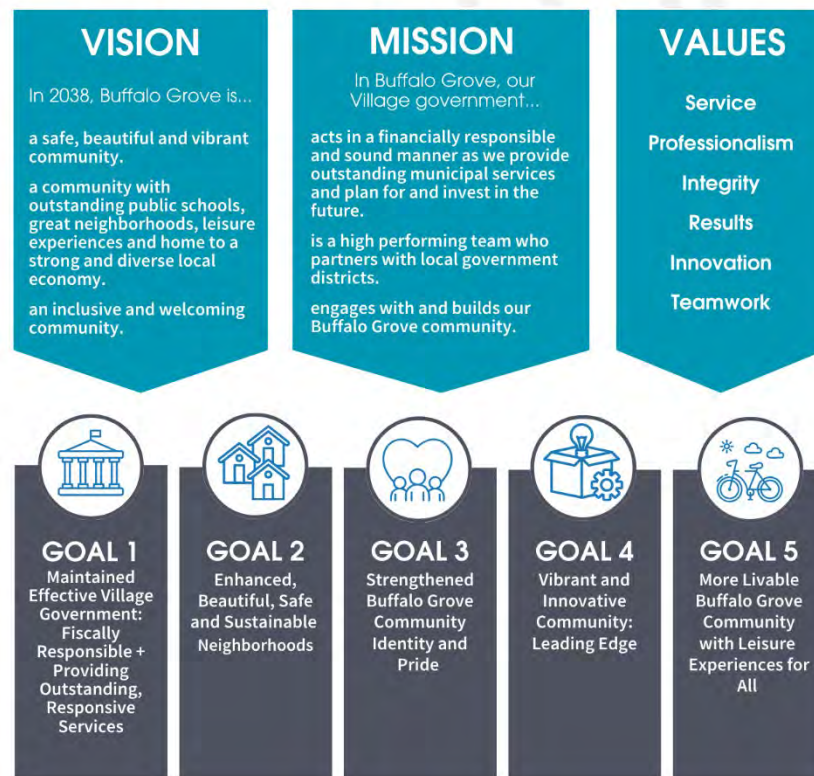 VISION
In 2038, Buffalo Grove is...
a safe, beautiful and vibrant
community.
a community with
outstanding public schools,
great neighborhoods, leisure
experiences and home to a
strong and diverse local
economy.
an inclusive and welcoming
community.
MISSION
In Buffalo Grove, our
Village government...
acts in a financially responsible
and sound manner as we provide
outstanding municipal services
and plan for and invest in the
future.
is a high performing team who
partners with local government
districts.
engages with and builds our
Buffalo Grove community.
VALUES
Service
Professionalism
Integrity
Results
Innovation
Teamwork
GOAL 1
Maintained
Effective Village
Government:
Fiscally
Responsible +
Providing
Outstanding,
Responsive
Services
GOAL 2
Enhanced,
Beautiful, Safe
and Sustainable
Neighborhoods
GOAL 3
Strengthened
Buffalo Grove
Community
Identity and
Pride
GOAL 4
Vibrant and
Innovative
Community:
Leading Edge
GOAL 5
More Livable
Buffalo Grove
Community
with Leisure
Experiences for
All